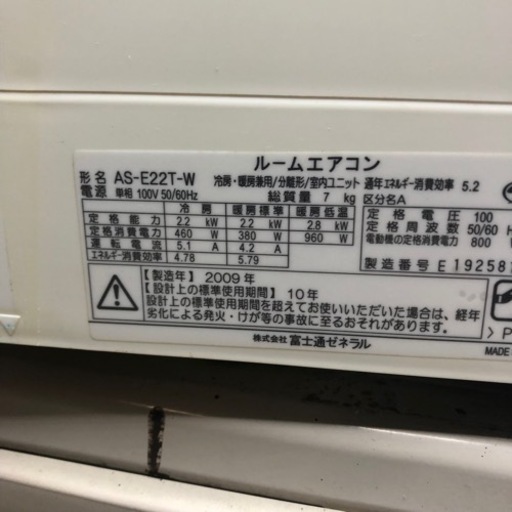 ルームエアコン
形名 AS-E22T-W
冷房・暖房兼用/分離形/室内ユニット 通年エネルギー消費効率 5.2
電源 単相 100V 50/60Hz 総質量 7 kg 区分名A
冷房 暖房標準 暖房低温
定格能力 2.2 kW 2.2 kW 2.8 kW
定格消費電力 460 W 380 W 960 W
運転電流 5.1 A 4.2 A
エネルギー消費効率 4.78 5.79
定格電圧 100
定格周波数 50/60 H
電動機の定格消費電力 800
製造番号 E 19258
【製造年】2009年
【設計上の標準使用期間】10年
設計上の標準使用期間を超えてお使いいただいた場合は、経年
劣化による発火・けが等の事故に至るおそれがあります。
> P
株式会社 富士通ゼネラル
MADE